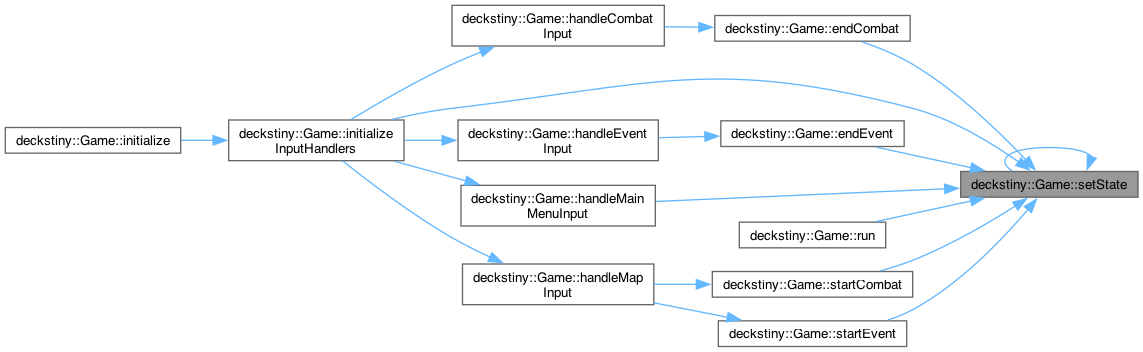 deckstiny::Game::initialize
deckstiny::Game::initialize
InputHandlers
deckstiny::Game::handleCombat
Input
deckstiny::Game::endCombat
deckstiny::Game::handleEvent
Input
deckstiny::Game::endEvent
deckstiny::Game::handleMain
MenuInput
deckstiny::Game::run
deckstiny::Game::handleMap
Input
deckstiny::Game::startCombat
deckstiny::Game::startEvent
deckstiny::Game::setState